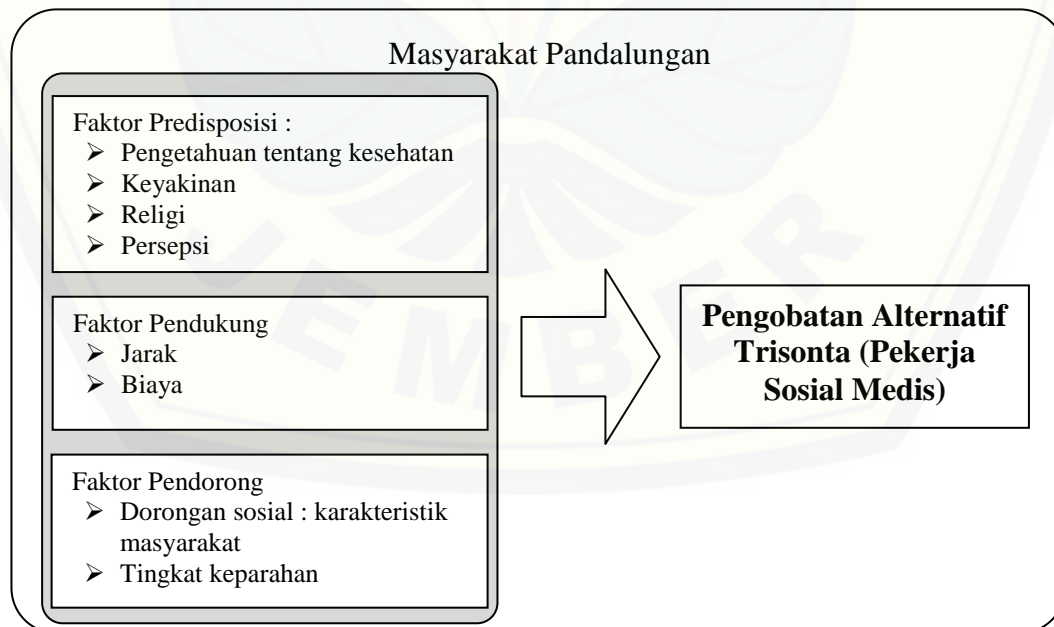 Masyarakat Pandalungan
Faktor Predisposisi :
➢ Pengetahuan tentang kesehatan
➢ Keyakinan
➢ Religi
➢ Persepsi
Faktor Pendukung
➢ Jarak
➢ Biaya
Faktor Pendorong
➢ Dorongan sosial : karakteristik
masyarakat
➢ Tingkat keparahan
Pengobatan Alternatif
Trisonta (Pekerja
Sosial Medis)
JEMBER